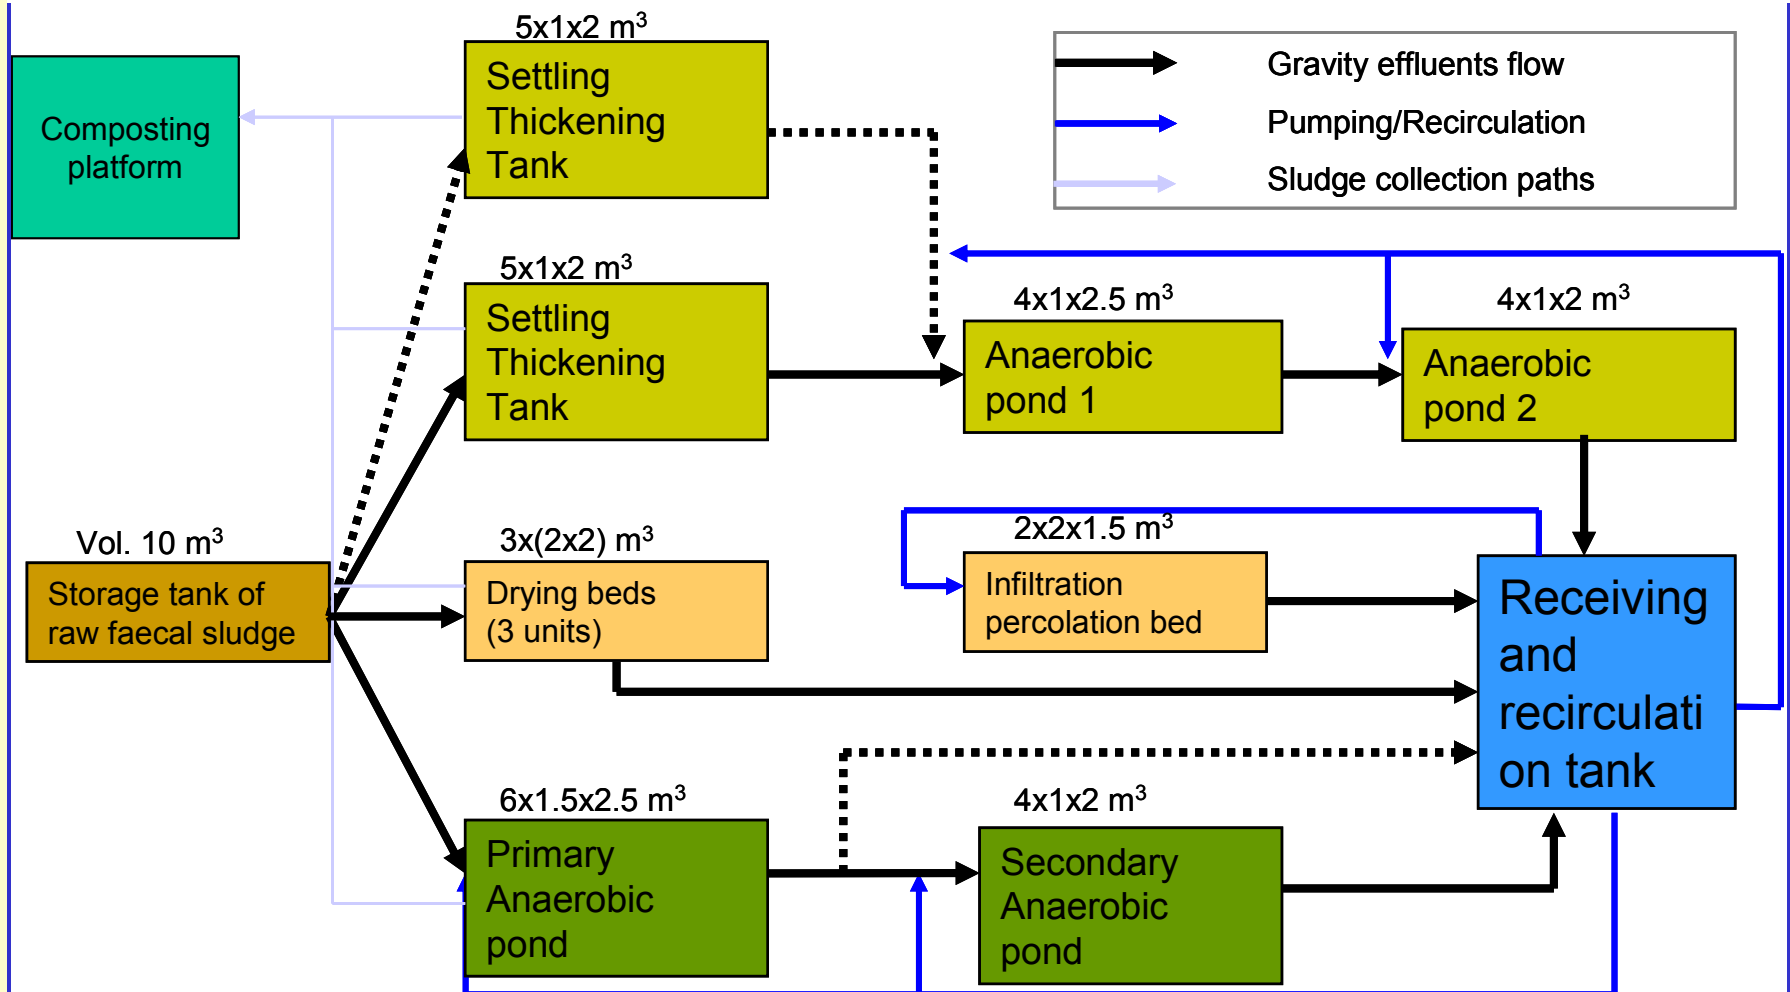 5x1x2 m³
Settling
Thickening
Tank
Composting
platform
Gravity effluents flow
Pumping/Recirculation
Sludge collection paths
5x1x2 m³
Settling
Thickening
Tank
4x1x2.5 m³
Anaerobic
pond 1
4x1x2 m³
Anaerobic
pond 2
Vol. 10 m³
Storage tank of
raw faecal sludge
3x(2x2) m³
Drying beds
(3 units)
2x2x1.5 m³
Infiltration
percolation bed
Receiving
and
recirculati
on tank
6x1.5x2.5 m³
Primary
Anaerobic
pond
4x1x2 m³
Secondary
Anaerobic
pond